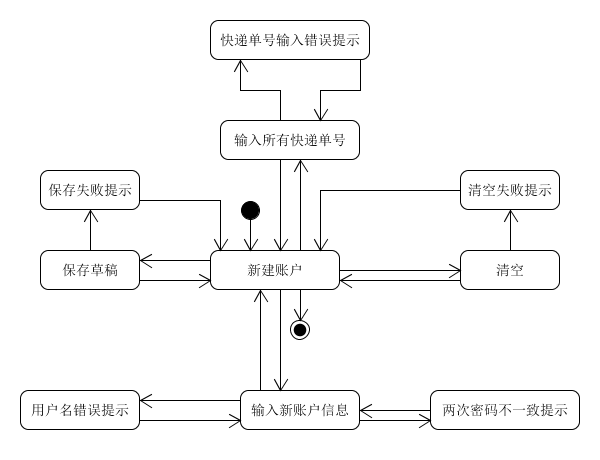 快递单号输入错误提示
输入所有快递单号
保存失败提示
清空失败提示
保存草稿
新建账户
清空
用户名错误提示
输入新账户信息
两次密码不一致提示